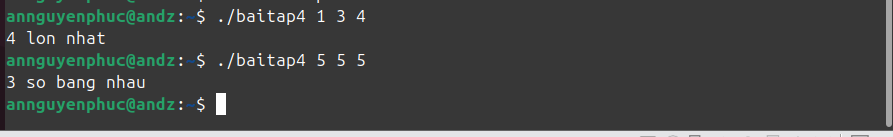 annguyenphuc@andz:~$ ./baitap4 1 3 4
4 lon nhat
annguyenphuc@andz:~$ ./baitap4 5 5 5
3 so bang nhau
annguyenphuc@andz:~$